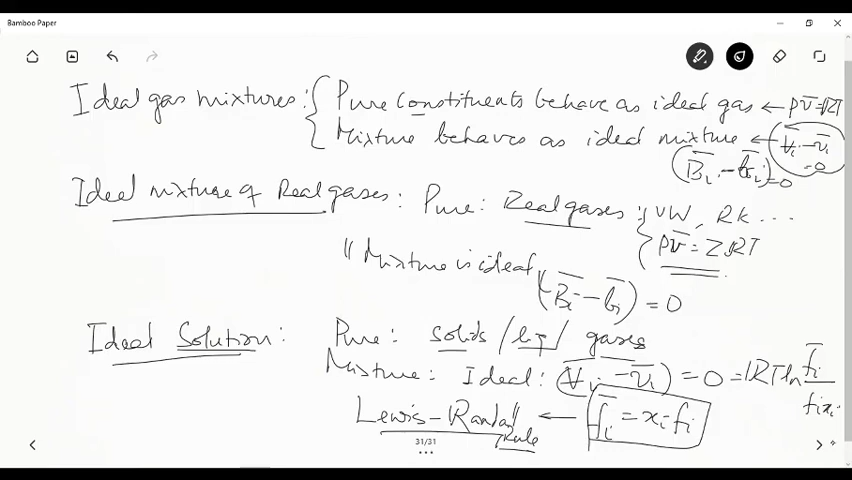 Bamboo Paper
Ideal gas mixtures: { Pure constituents behave as ideal gas ← pv̅=RT
Mixture behaves as ideal mixture ← V̅i - v̅i = 0
(B̅i - b̅i) = 0
Ideal mixture of Real gases: Pure: Real gases: { VW, RK ...
pv̅ = ZRT
"Mixture is ideal (B̅i - b̅i) = 0
Ideal Solution: Pure: solids / liq / gases
Mixture: Ideal: (V̅i - v̅i) = 0 = RT ln f̅i / fixi
Lewis-Randall Rule ← f̅i = xi fi
31/31